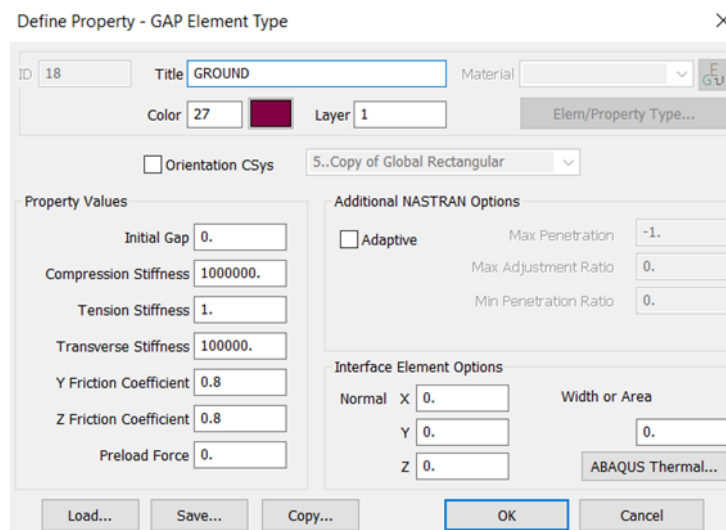 Define Property - GAP Element Type
ID 18 Title GROUND Material
Color 27 Layer 1 Elem/Property Type...
Orientation CSys 5..Copy of Global Rectangular
Property Values
Initial Gap 0.
Compression Stiffness 1000000.
Tension Stiffness 1.
Transverse Stiffness 100000.
Y Friction Coefficient 0.8
Z Friction Coefficient 0.8
Preload Force 0.
Additional NASTRAN Options
Adaptive Max Penetration -1.
Max Adjustment Ratio 0.
Min Penetration Ratio 0.
Interface Element Options
Normal X 0. Width or Area
Y 0. 0.
Z 0. ABAQUS Thermal...
Load... Save... Copy... OK Cancel